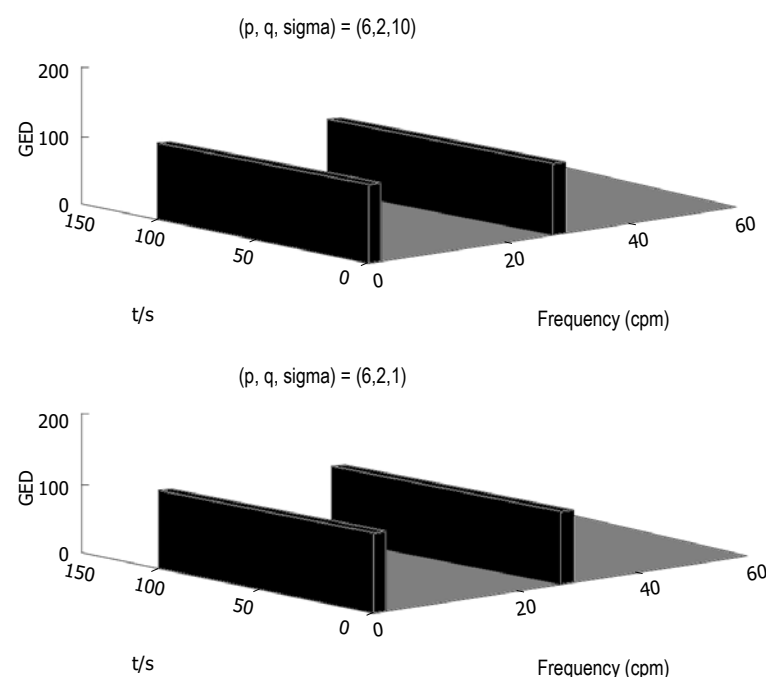 (p, q, sigma) = (6,2,10)
200
100
0
GED
150
100
50
0
0
20
40
60
t/s
Frequency (cpm)
(p, q, sigma) = (6,2,1)
200
100
0
GED
150
100
50
0
0
20
40
60
t/s
Frequency (cpm)